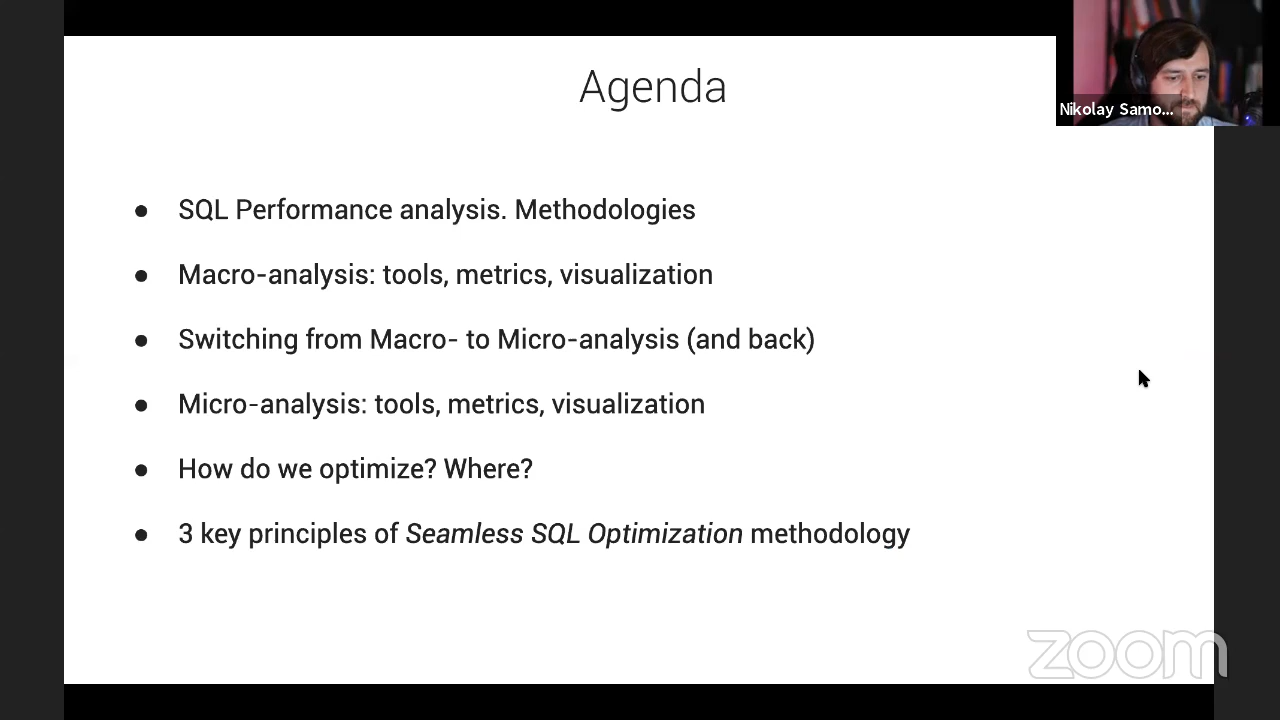 Agenda
Nikolay Samo...
● SQL Performance analysis. Methodologies
● Macro-analysis: tools, metrics, visualization
● Switching from Macro- to Micro-analysis (and back)
● Micro-analysis: tools, metrics, visualization
● How do we optimize? Where?
● 3 key principles of Seamless SQL Optimization methodology
zoom